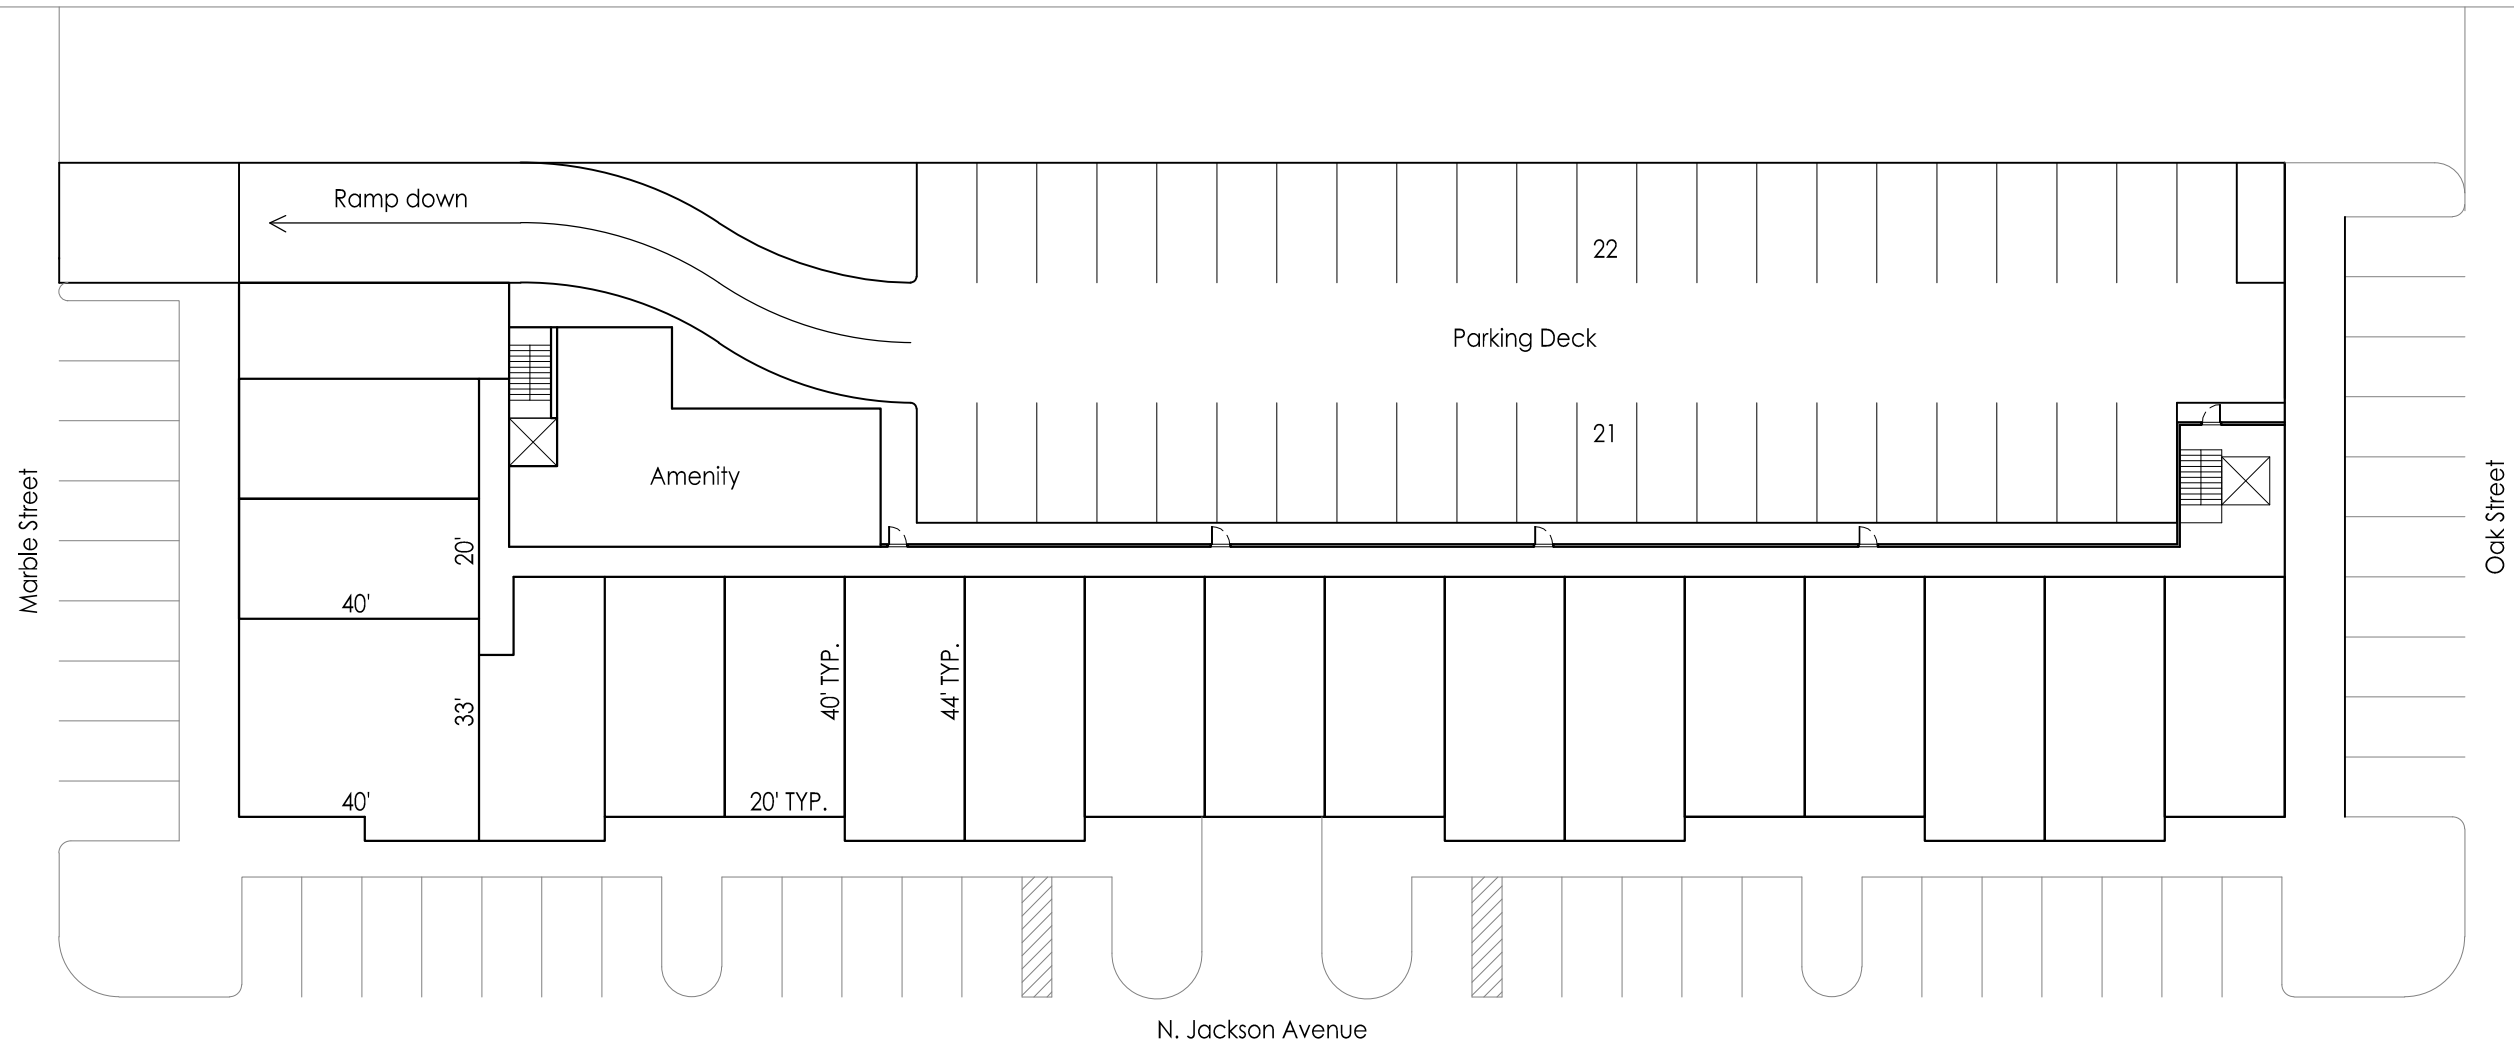 Ramp down
22
Parking Deck
21
Amenity
Marble Street
Oak Street
20'
40'
33'
40' TYP.
44' TYP.
40'
20' TYP.
N. Jackson Avenue